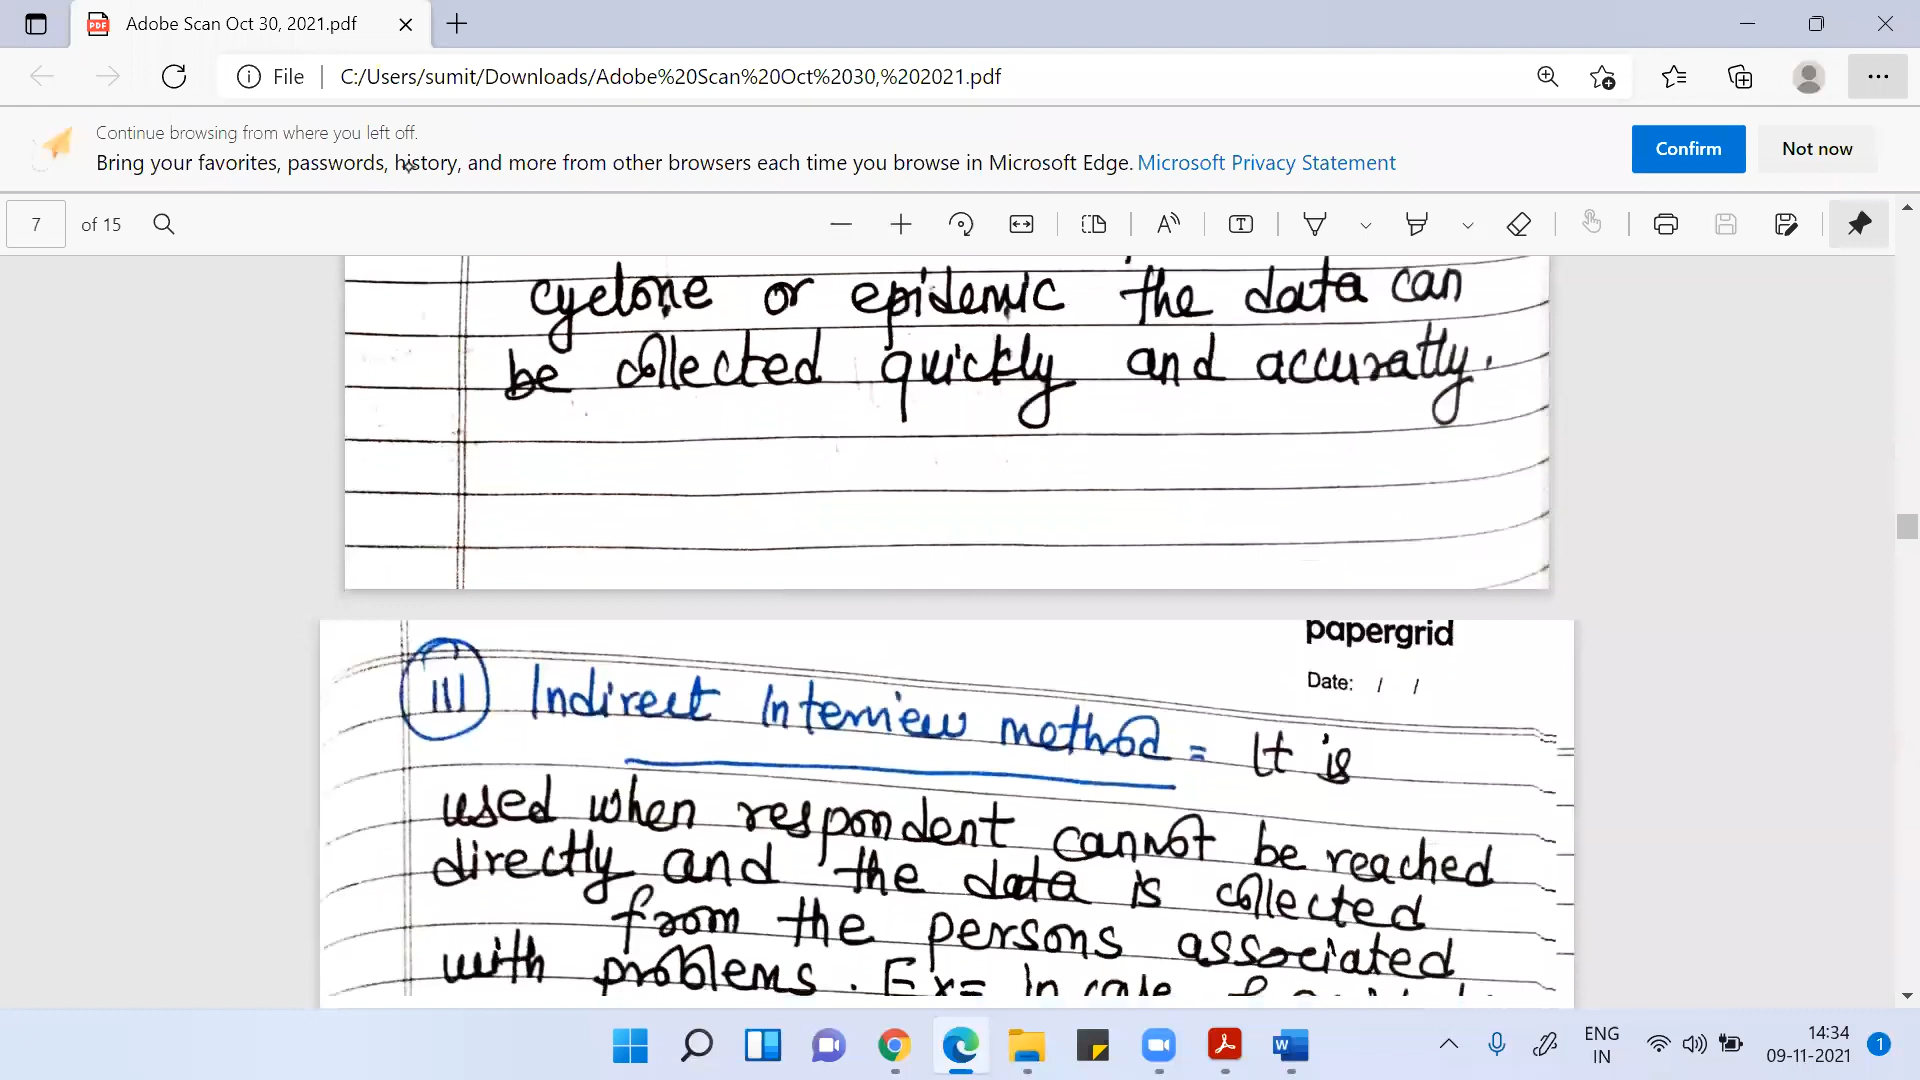 Adobe Scan Oct 30, 2021.pdf
File C:/Users/sumit/Downloads/Adobe%20Scan%20Oct%2030,%202021.pdf
Continue browsing from where you left off.
Bring your favorites, passwords, history, and more from other browsers each time you browse in Microsoft Edge. Microsoft Privacy Statement
Confirm Not now
7 of 15
cyclone or epidemic the data can
be collected quickly and accuratly.
papergrid
Date: / /
III Indirect Interview method = It is
used when respondent cannot be reached
directly and the data is collected
from the persons associated
with problems. Ex= In case of
ENG
IN
14:34
09-11-2021
1